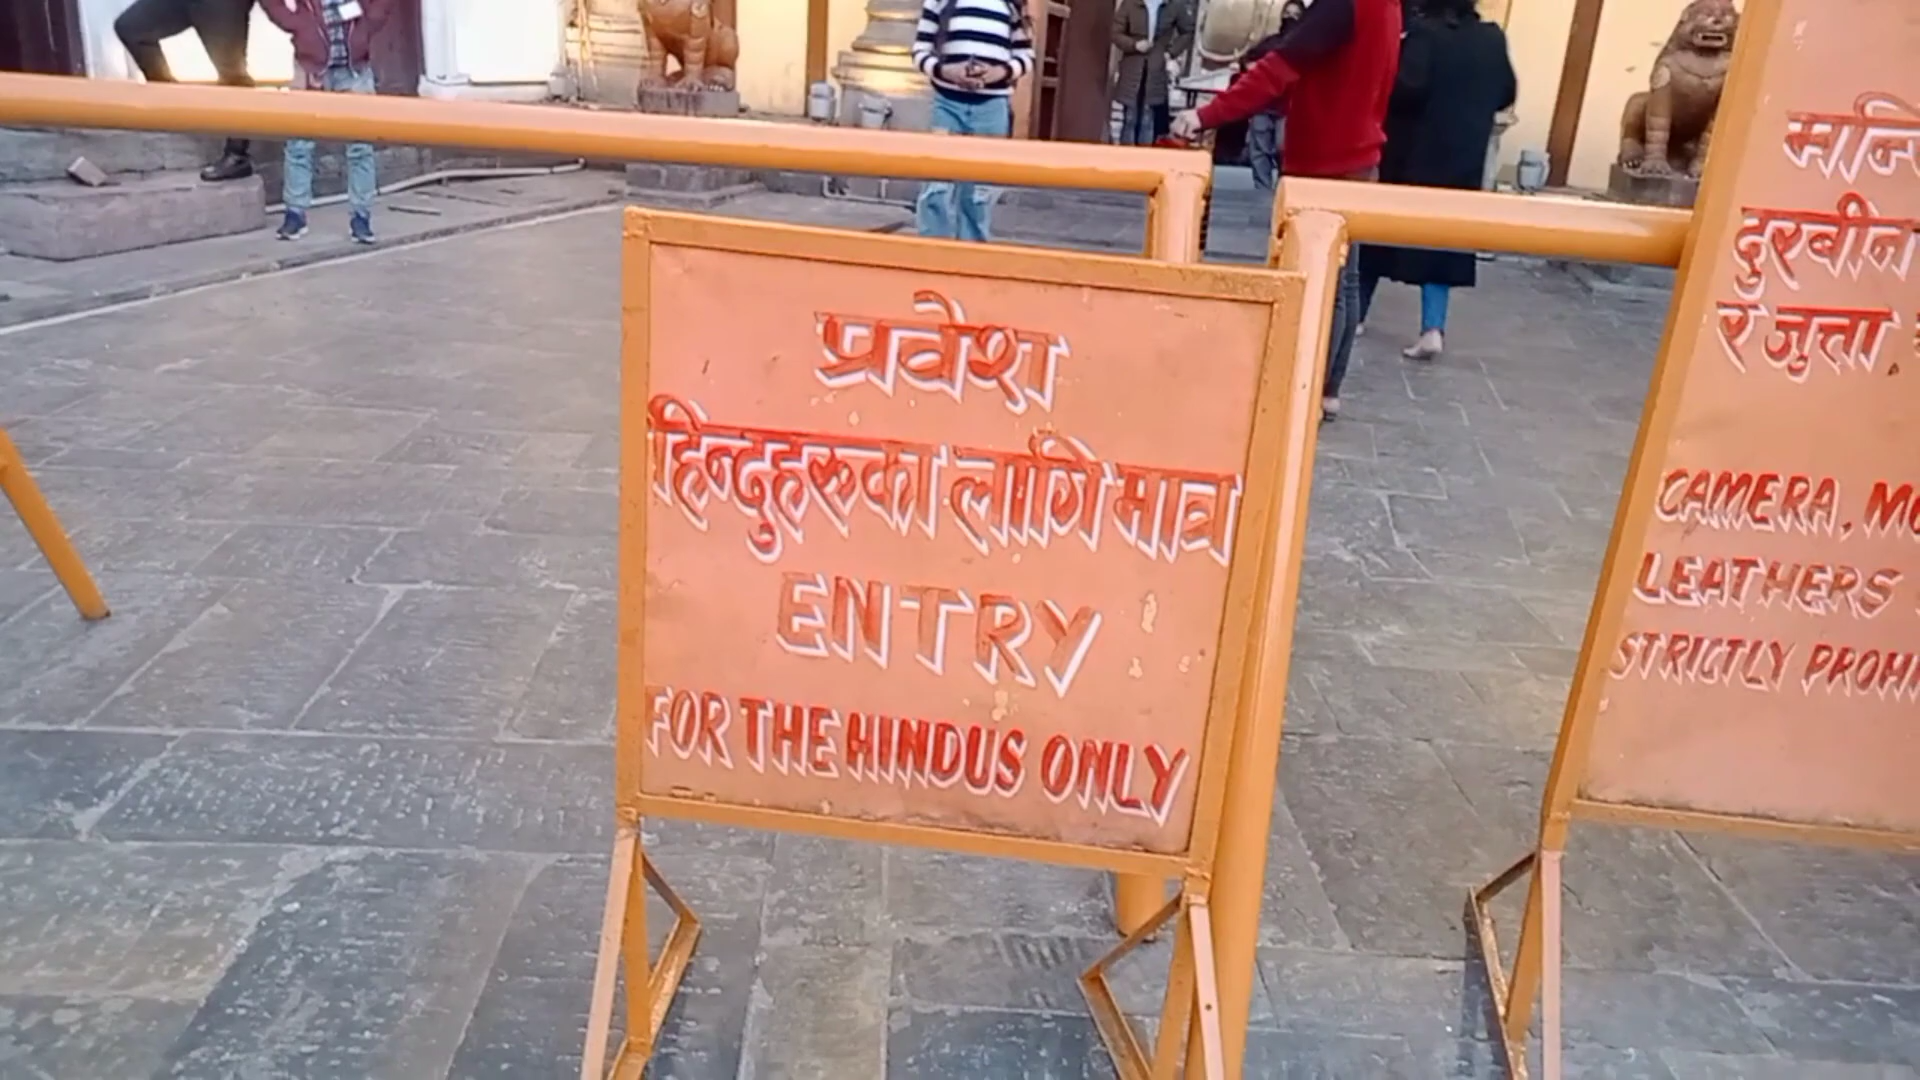 प्रवेश
हिन्दुहरुका लागि मात्र
ENTRY
FOR THE HINDUS ONLY
दुरबीन
र जुत्ता
CAMERA,
LEATHERS
STRICTLY